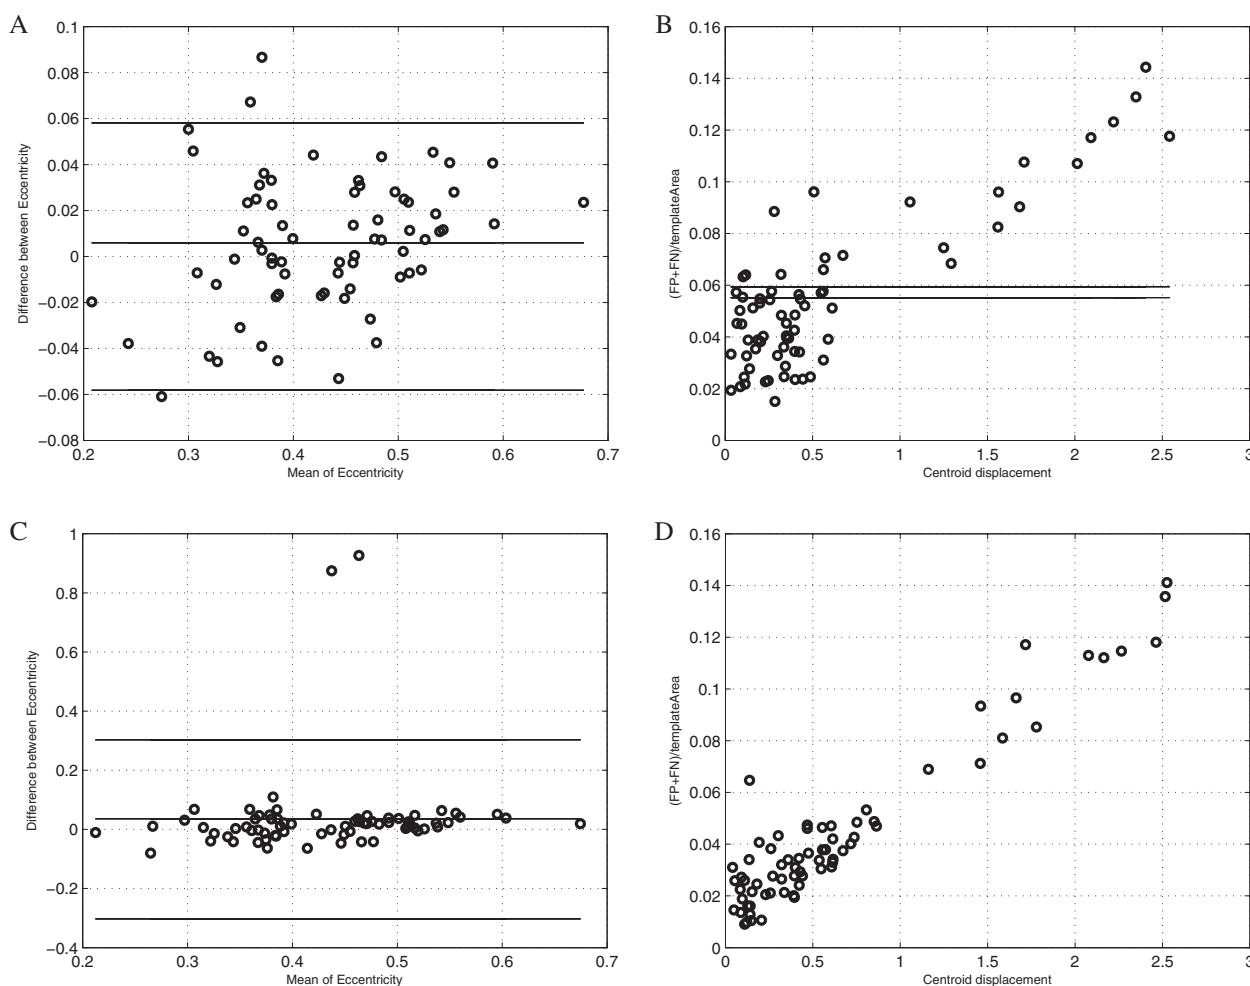 A
0.1
0.08
0.06
0.04
0.02
0
−0.02
−0.04
−0.06
−0.08
Difference between Eccentricity
0.2 0.3 0.4 0.5 0.6 0.7
Mean of Eccentricity
B
0.16
0.14
0.12
0.1
0.08
0.06
0.04
0.02
0
(FP+FN)/templateArea
0 0.5 1 1.5 2 2.5 3
Centroid displacement
C
1
0.8
0.6
0.4
0.2
0
−0.2
−0.4
Difference between Eccentricity
0.2 0.3 0.4 0.5 0.6 0.7
Mean of Eccentricity
D
0.16
0.14
0.12
0.1
0.08
0.06
0.04
0.02
0
(FP+FN)/templateArea
0 0.5 1 1.5 2 2.5 3
Centroid displacement